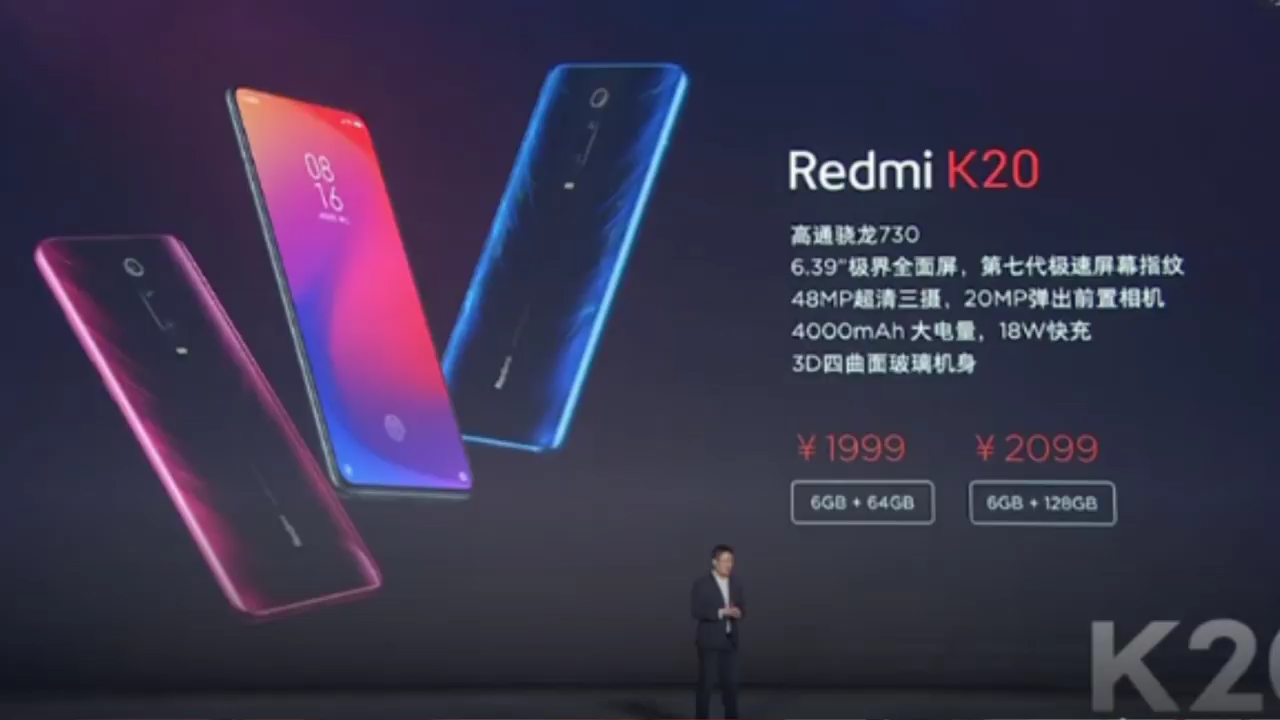 08
16
Redmi
Redmi K20
高通骁龙730
6.39"极界全面屏，第七代极速屏幕指纹
48MP超清三摄，20MP弹出前置相机
4000mAh 大电量，18W快充
3D四曲面玻璃机身
￥1999 ￥2099
6GB + 64GB 6GB + 128GB
K20